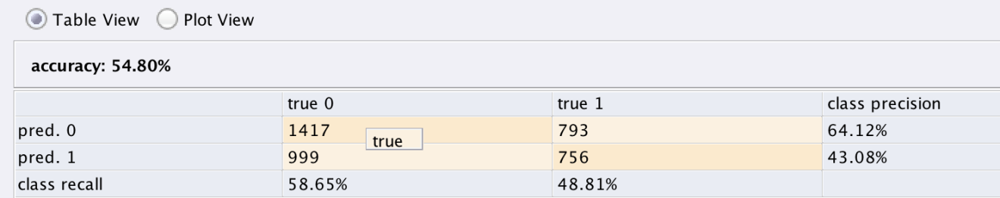 Table View Plot View
accuracy: 54.80%
true 0 true 1 class precision
pred. 0 1417 793 64.12%
true
pred. 1 999 756 43.08%
class recall 58.65% 48.81%